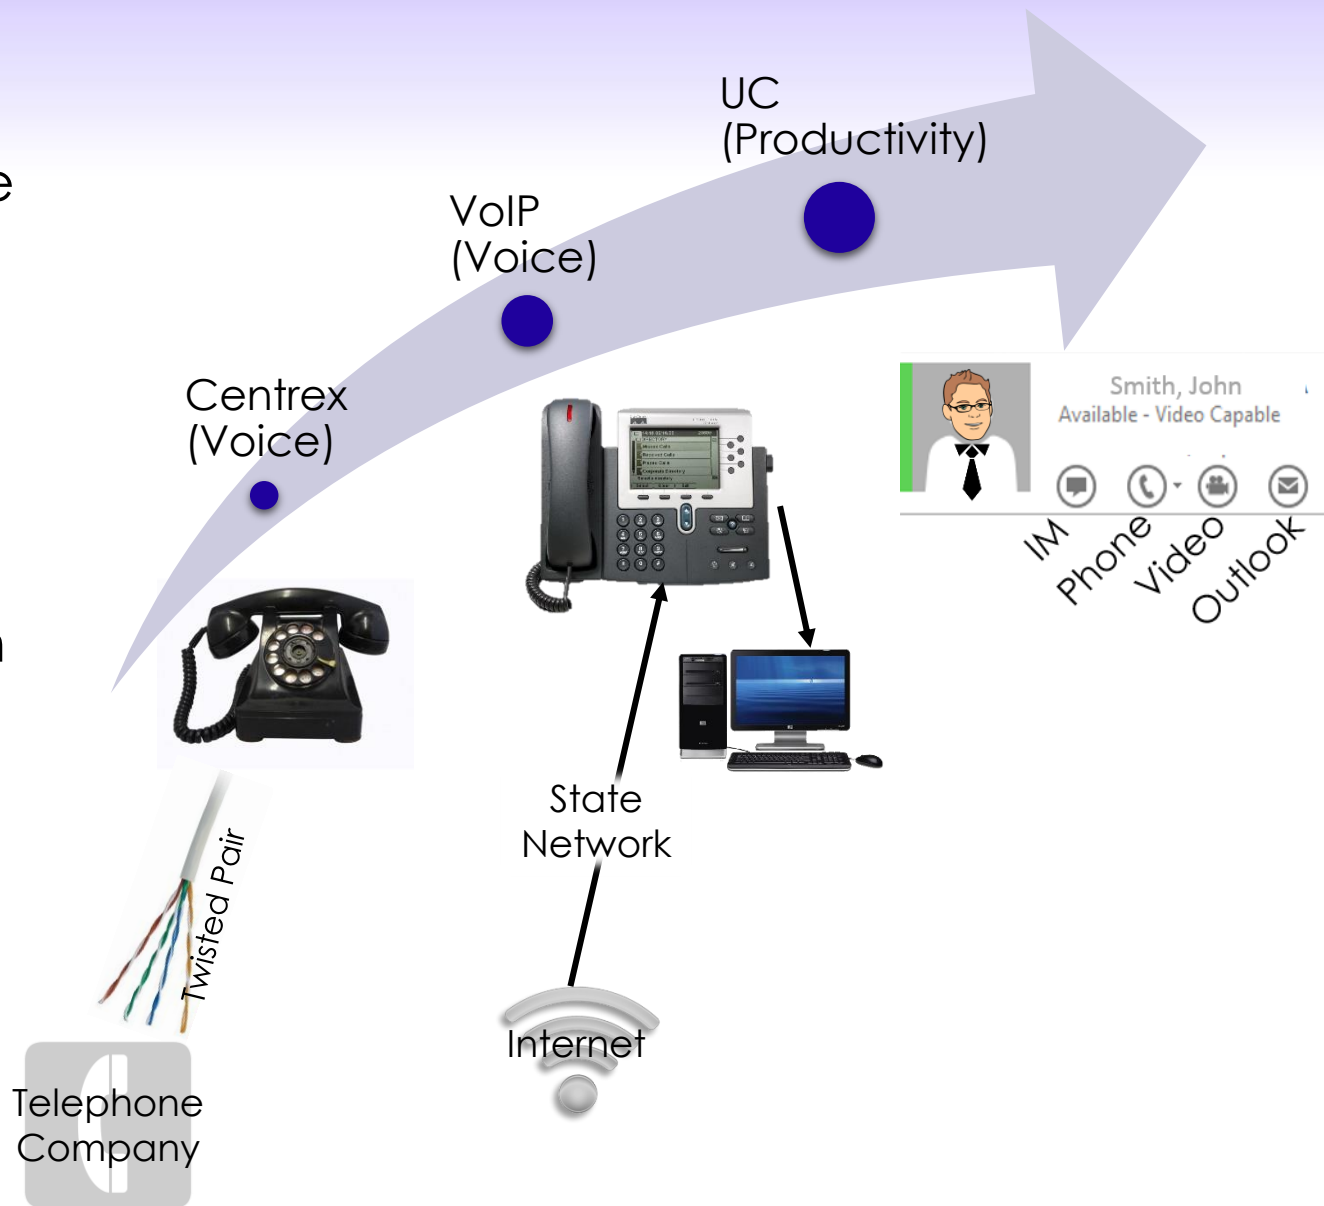 UC
(Productivity)
VoIP
(Voice)
Centrex
(Voice)
Smith, John
Available - Video Capable
IM
Phone
Video
Outlook
Twisted Pair
State
Network
Internet
Telephone
Company